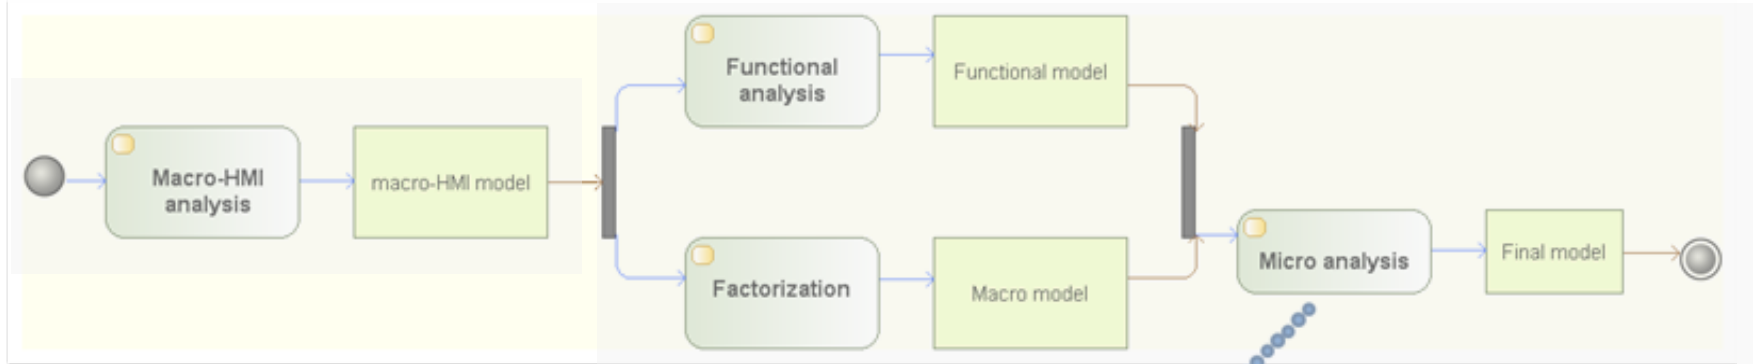 Macro-HMI
analysis
macro-HMI model
Functional
analysis
Functional model
Factorization
Macro model
Micro analysis
Final model